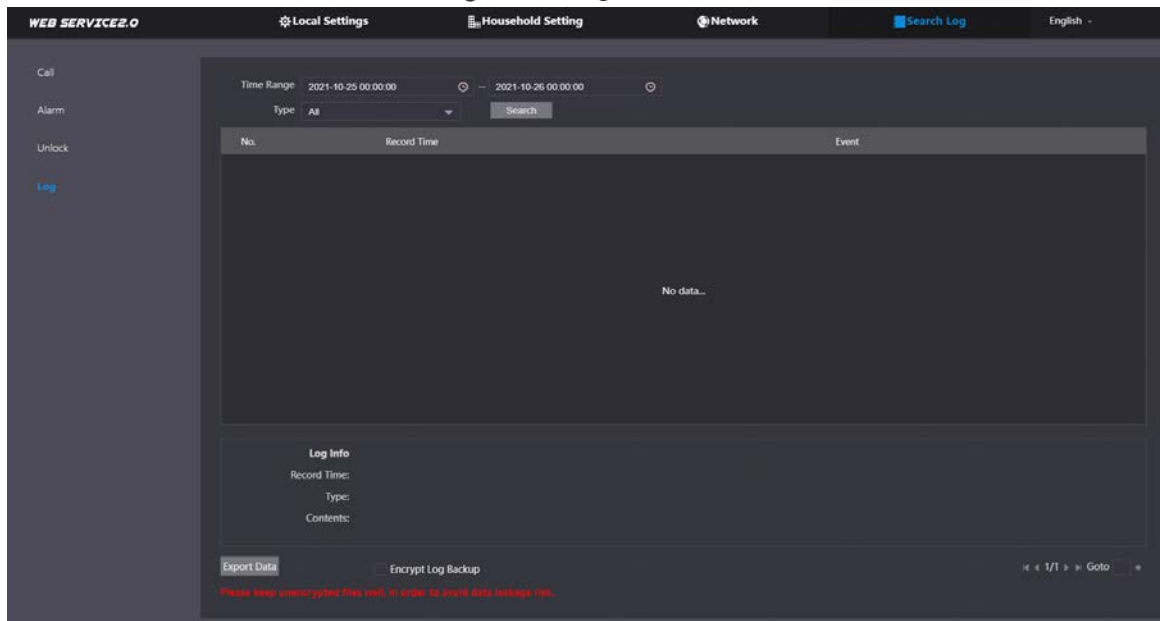 WEB SERVICE2.0 Local Settings Household Setting Network Search Log English
Call
Alarm
Unlock
Log
Time Range 2021-10-25 00:00:00 — 2021-10-26 00:00:00
Type All Search
No. Record Time Event
No data...
Log Info
Record Time:
Type:
Contents:
Export Data Encrypt Log Backup 1/1 Goto
Please keep unencrypted files well, in order to avoid data leakage